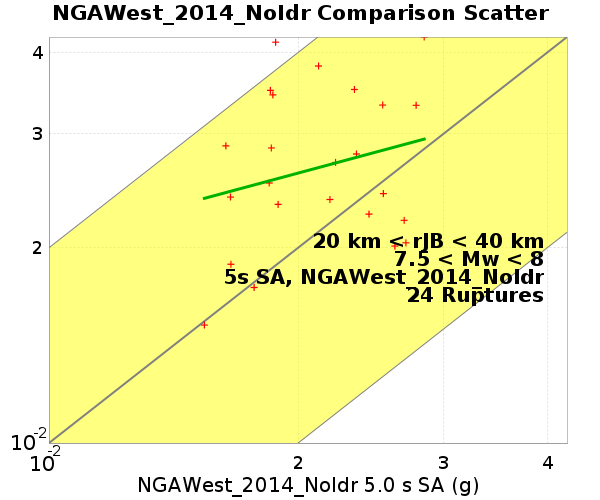 NGAWest_2014_NoIdr Comparison Scatter
4
3
2
10-2
20 km < rJB < 40 km
7.5 < Mw < 8
5s SA, NGAWest_2014_NoIdr
24 Ruptures
10-2
2
3
4
NGAWest_2014_NoIdr 5.0 s SA (g)